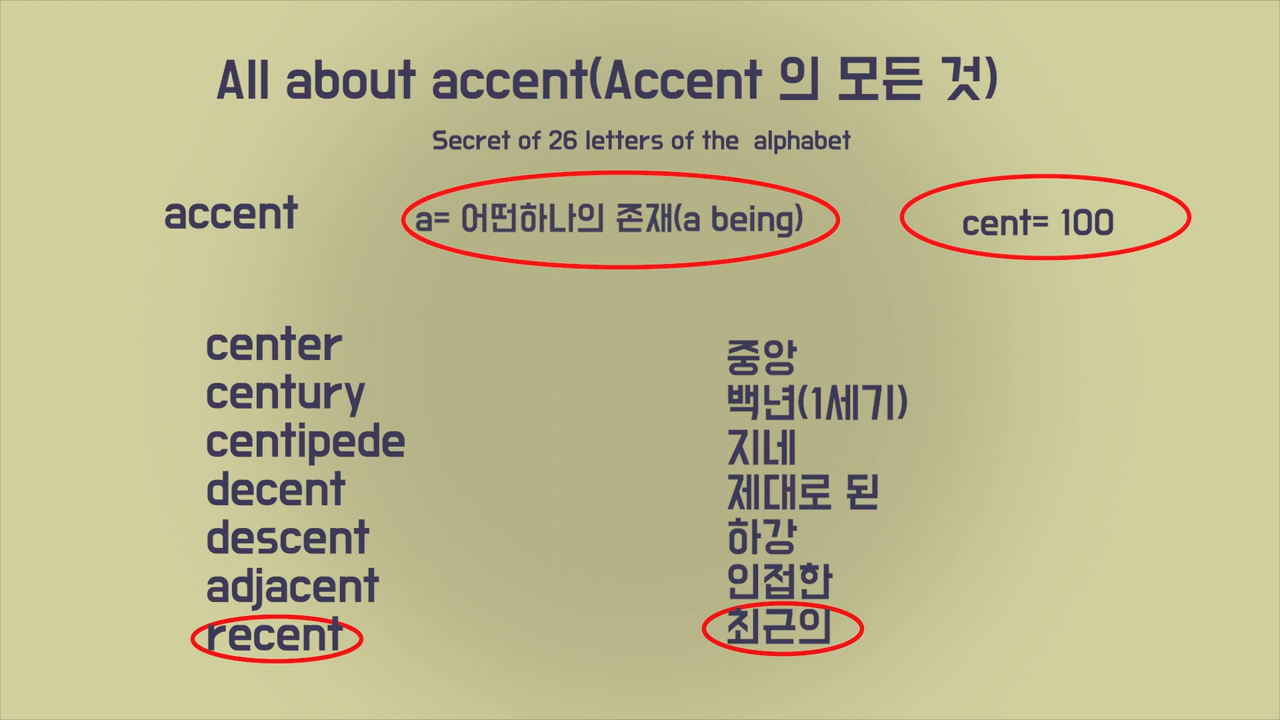 All about accent(Accent 의 모든 것)
Secret of 26 letters of the alphabet
accent a= 어떤하나의 존재(a being) cent= 100
center 중앙
century 백년(1세기)
centipede 지네
decent 제대로 된
descent 하강
adjacent 인접한
recent 최근의